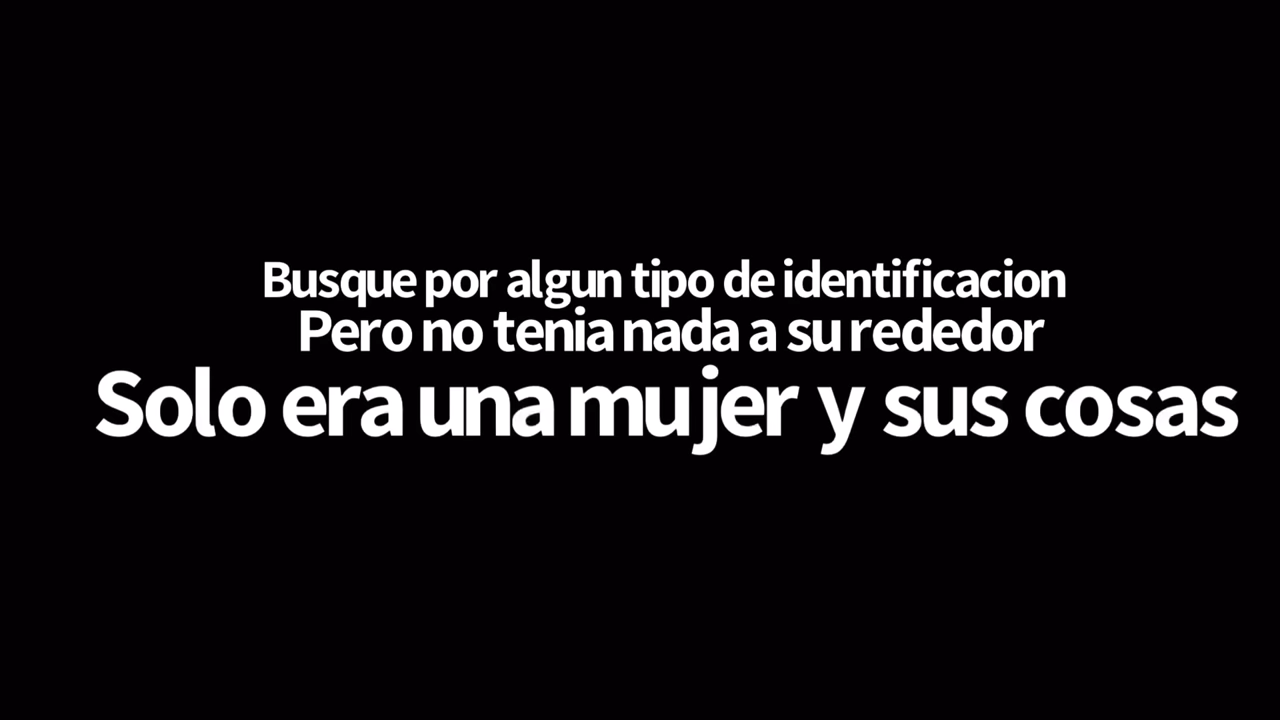 Busque por algun tipo de identificacion
Pero no tenia nada a su rededor
Solo era una mujer y sus cosas